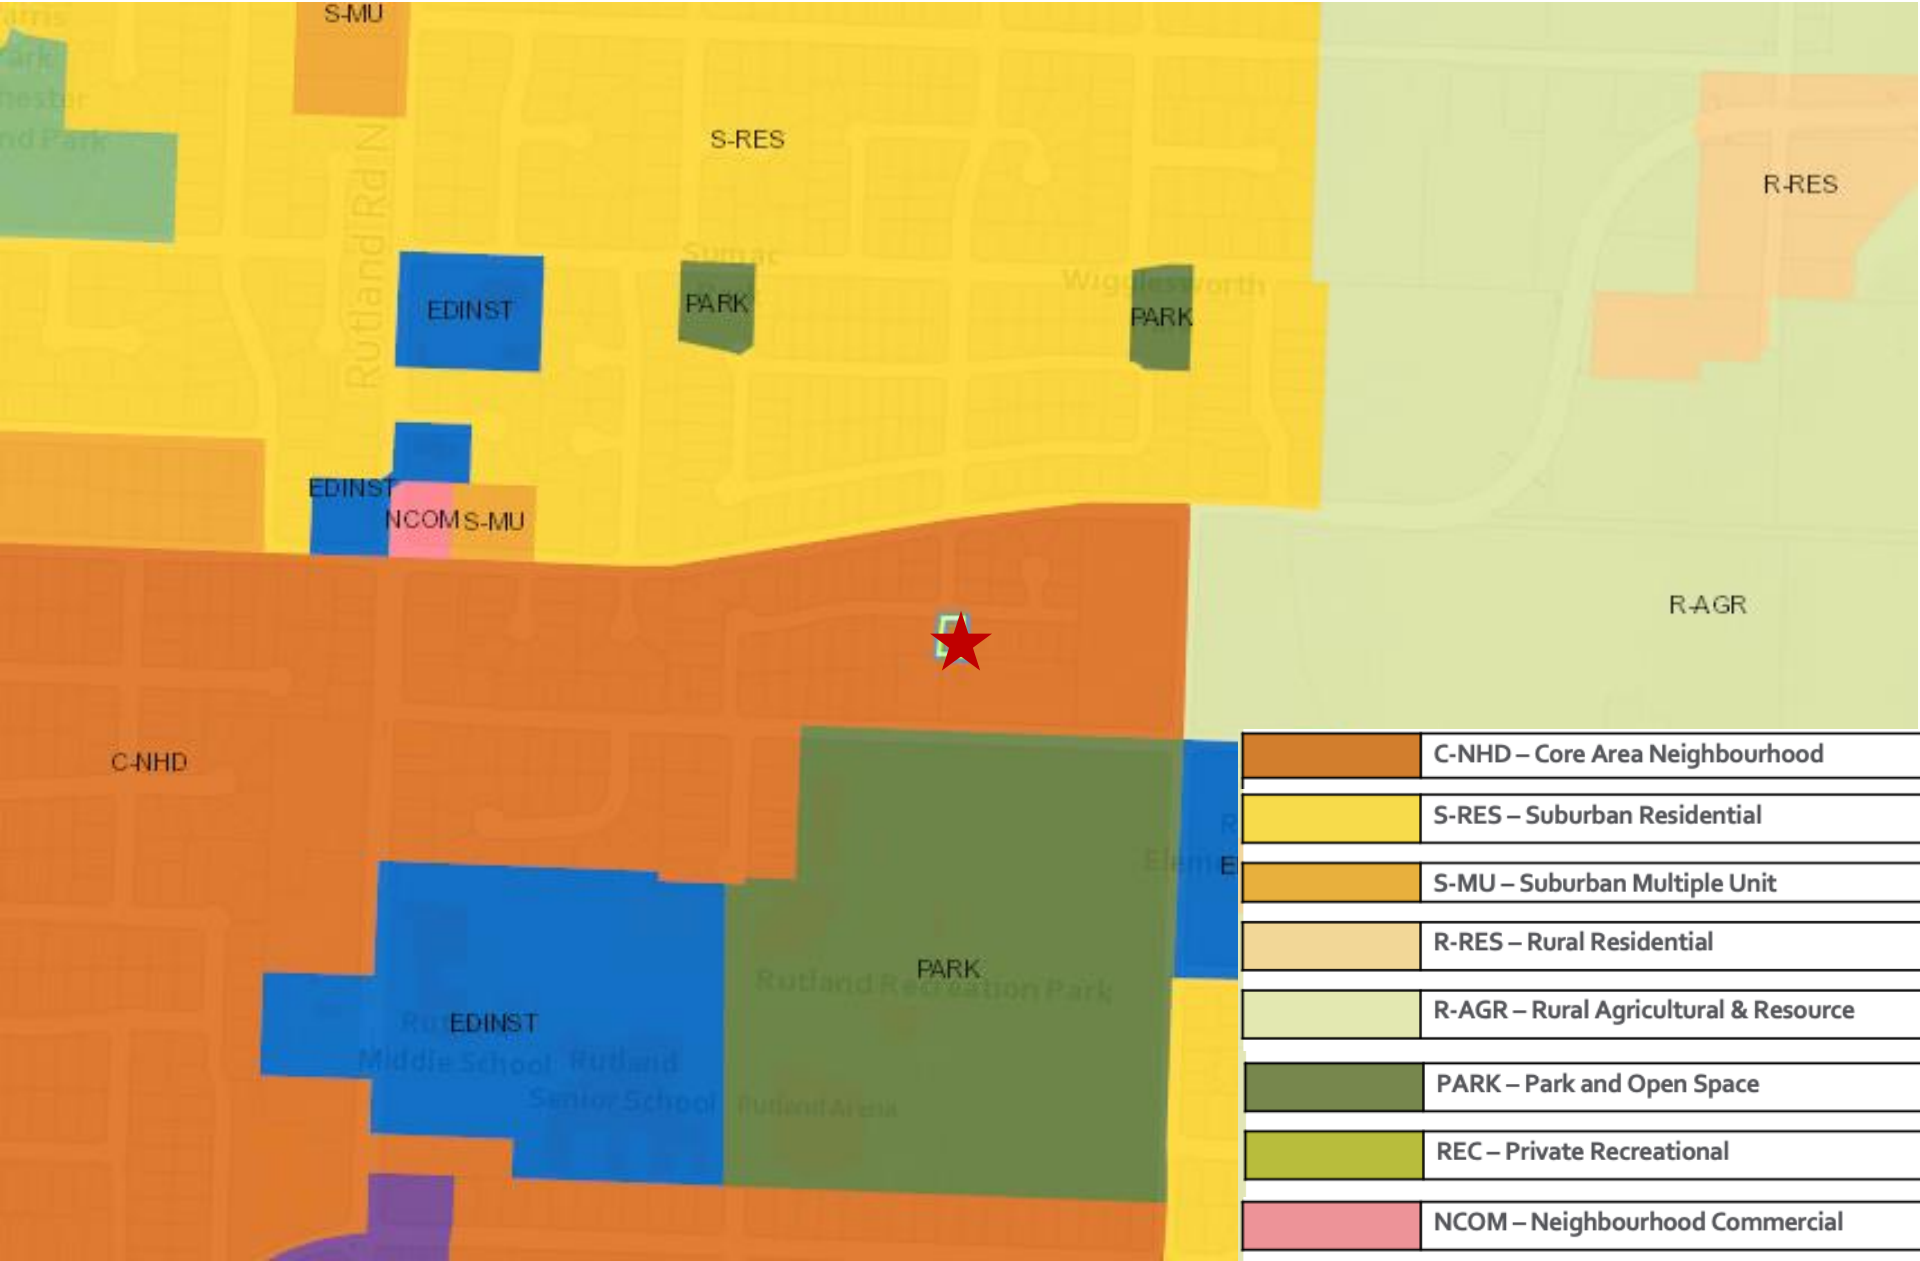 S-MU
S-RES
R-RES
Rutland Rd N
Sumac
Wigglesworth
EDINST
PARK
PARK
EDINST
NCOM
S-MU
R-AGR
C-NHD
PARK
Rutland Recreation Park
EDINST
Middle School
Rutland
Senior School
Rutland Arena
C-NHD – Core Area Neighbourhood
S-RES – Suburban Residential
S-MU – Suburban Multiple Unit
R-RES – Rural Residential
R-AGR – Rural Agricultural & Resource
PARK – Park and Open Space
REC – Private Recreational
NCOM – Neighbourhood Commercial